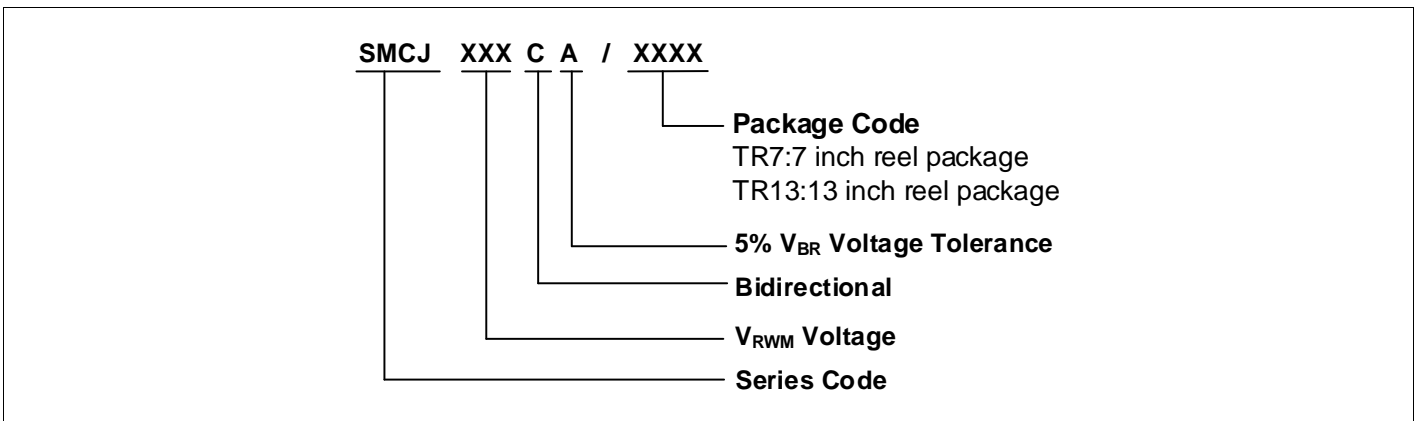 SMCJ XXX C A / XXXX
Package Code
TR7:7 inch reel package
TR13:13 inch reel package
5% VBR Voltage Tolerance
Bidirectional
VRWM Voltage
Series Code